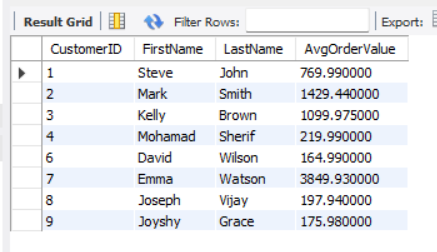 Result Grid Filter Rows: Export:
CustomerID FirstName LastName AvgOrderValue
1 Steve John 769.990000
2 Mark Smith 1429.440000
3 Kelly Brown 1099.975000
4 Mohamad Sherif 219.990000
6 David Wilson 164.990000
7 Emma Watson 3849.930000
8 Joseph Vijay 197.940000
9 Joyshy Grace 175.980000